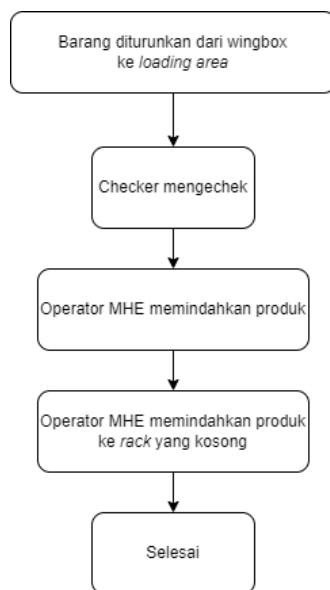 Barang diturunkan dari wingbox
ke loading area
Checker mengechek
Operator MHE memindahkan produk
Operator MHE memindahkan produk
ke rack yang kosong
Selesai